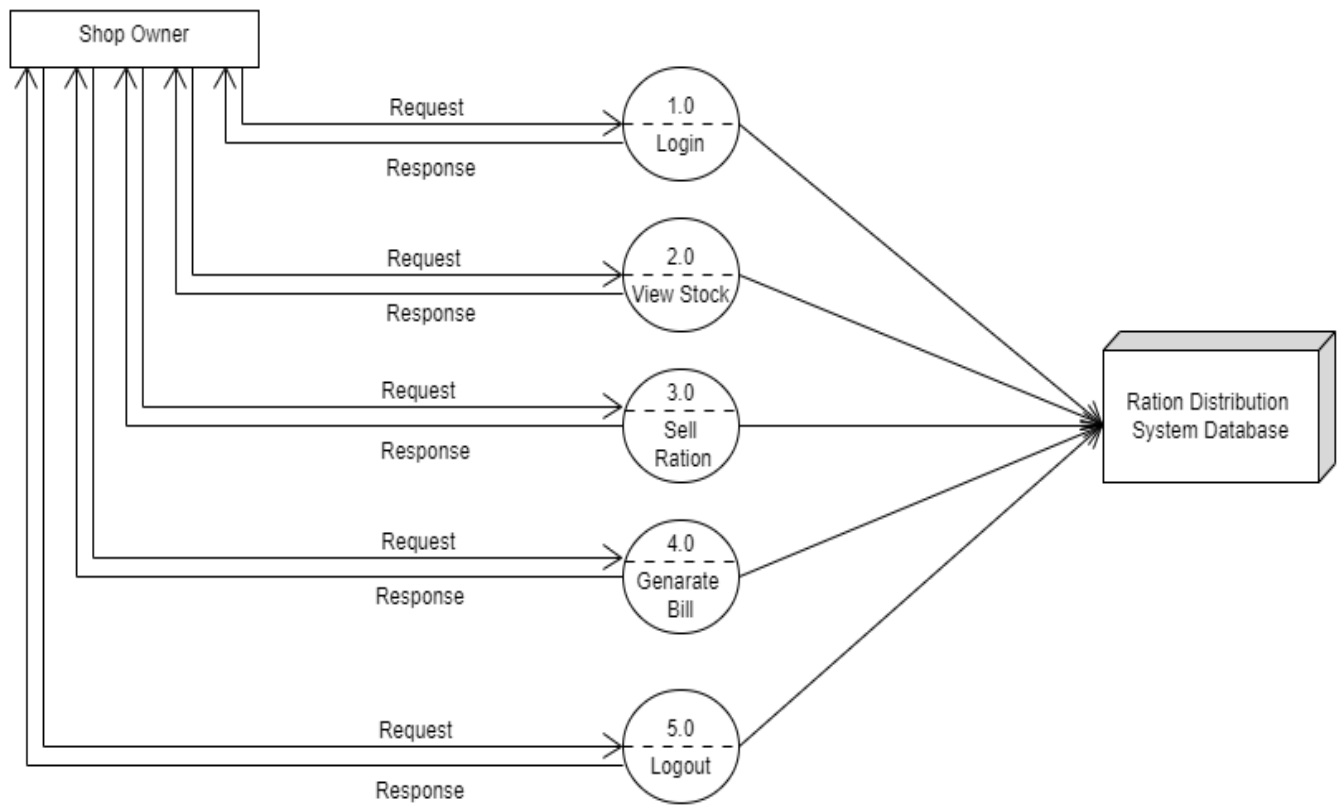 Shop Owner
Request
1.0
Login
Response
Request
2.0
View Stock
Response
Request
3.0
Sell
Ration
Response
Ration Distribution
System Database
Request
4.0
Genarate
Bill
Response
Request
5.0
Logout
Response